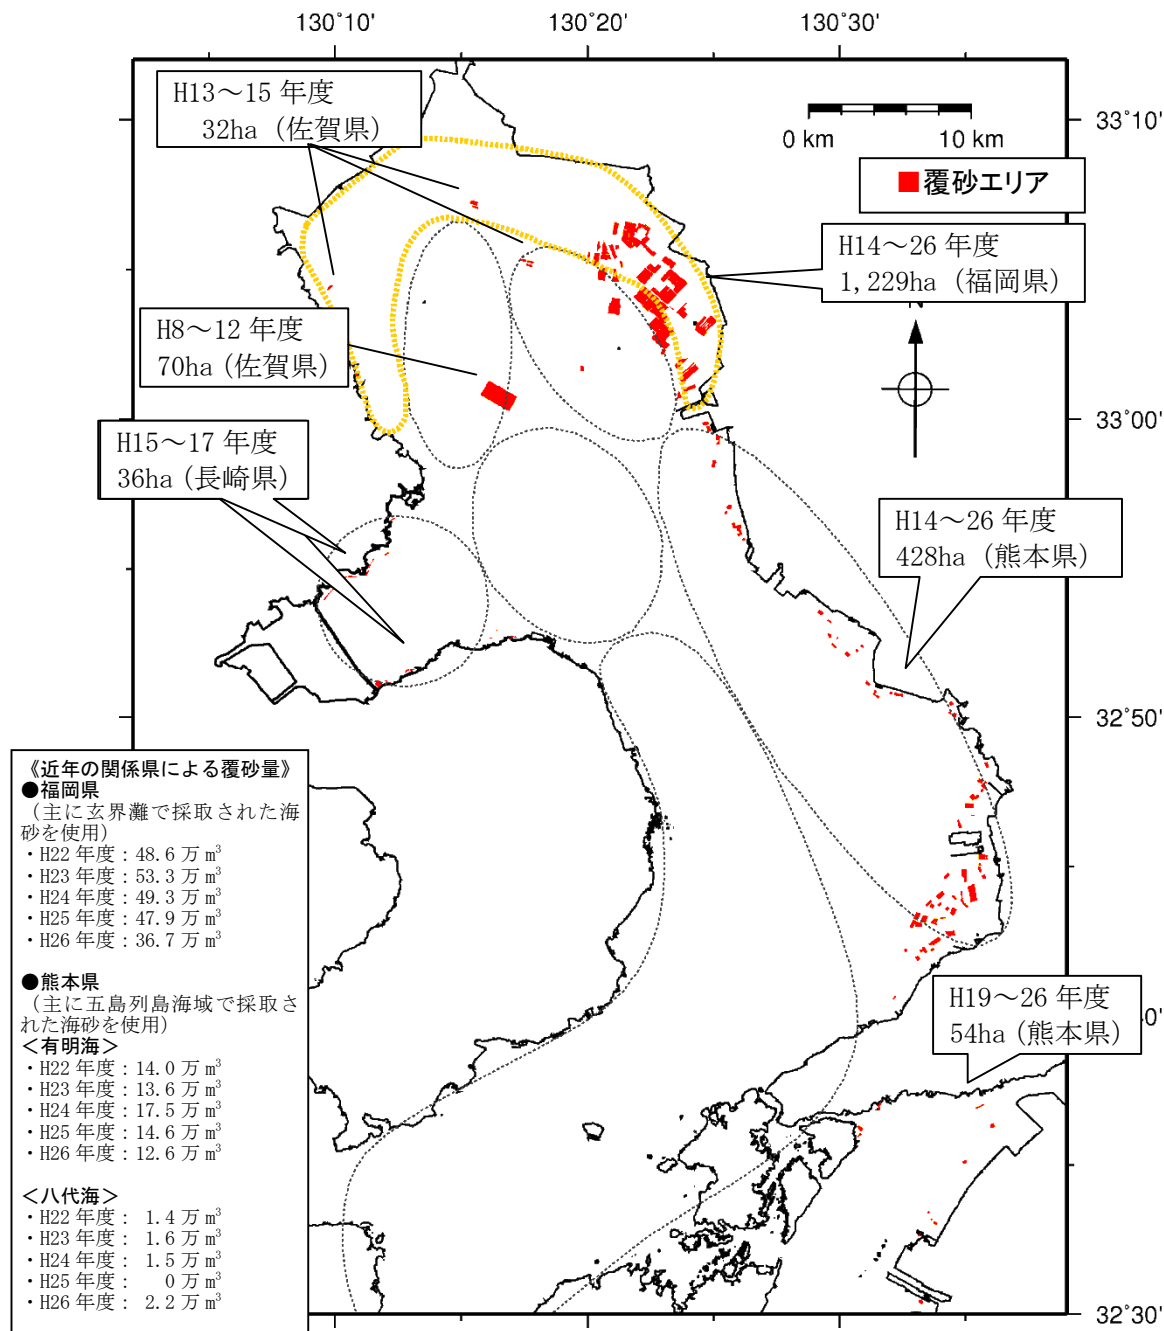 130°10'
130°20'
130°30'
H13～15 年度
32ha（佐賀県）
0 km
10 km
33°10'
覆砂エリア
H14～26 年度
1,229ha（福岡県）
H8～12 年度
70ha（佐賀県）
33°00'
H15～17 年度
36ha（長崎県）
H14～26 年度
428ha（熊本県）
32°50'
《近年の関係県による覆砂量》
●福岡県
（主に玄界灘で採取された海
砂を使用）
・H22 年度：48.6 万 m³
・H23 年度：53.3 万 m³
・H24 年度：49.3 万 m³
・H25 年度：47.9 万 m³
・H26 年度：36.7 万 m³
●熊本県
（主に五島列島海域で採取さ
れた海砂を使用）
＜有明海＞
・H22 年度：14.0 万 m³
・H23 年度：13.6 万 m³
・H24 年度：17.5 万 m³
・H25 年度：14.6 万 m³
・H26 年度：12.6 万 m³
＜八代海＞
・H22 年度： 1.4 万 m³
・H23 年度： 1.6 万 m³
・H24 年度： 1.5 万 m³
・H25 年度： 0 万 m³
・H26 年度： 2.2 万 m³
H19～26 年度
54ha（熊本県）
40'
32°30'